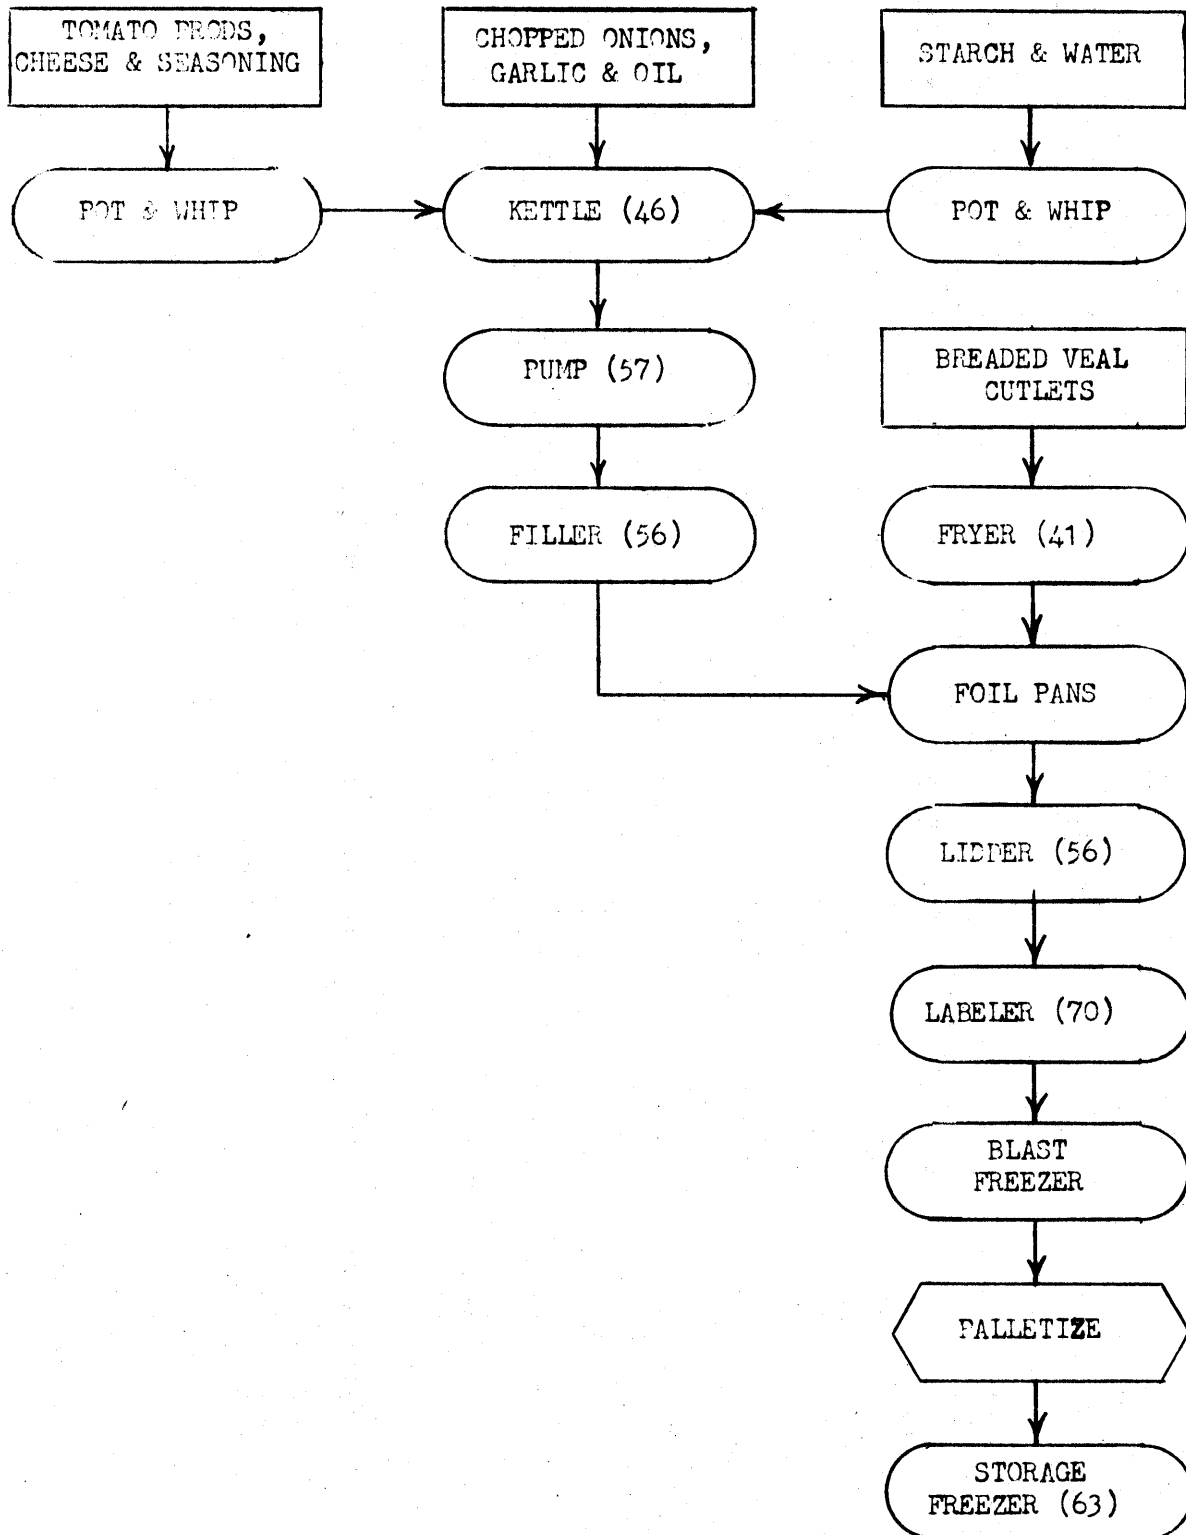 TOMATO PRODS,
CHEESE & SEASONING
CHOPPED ONIONS,
GARLIC & OIL
STARCH & WATER
POT & WHIP
KETTLE (46)
POT & WHIP
PUMP (57)
BREADED VEAL
CUTLETS
FILLER (56)
FRYER (41)
FOIL PANS
LIDDER (56)
LABELER (70)
BLAST
FREEZER
PALLETIZE
STORAGE
FREEZER (63)